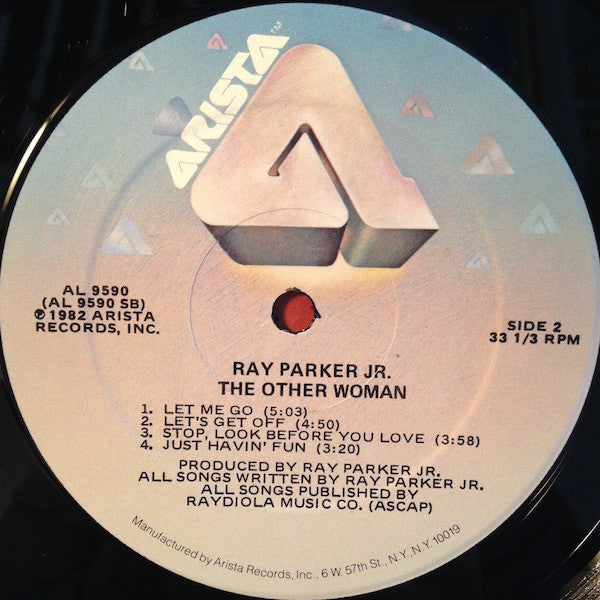 ARISTA™
AL 9590
(AL 9590 SB)
℗1982 ARISTA
RECORDS, INC.
SIDE 2
33 1/3 RPM
RAY PARKER JR.
THE OTHER WOMAN
1. LET ME GO (5:03)
2. LET'S GET OFF (4:50)
3. STOP, LOOK BEFORE YOU LOVE (3:58)
4. JUST HAVIN' FUN (3:20)
PRODUCED BY RAY PARKER JR.
ALL SONGS WRITTEN BY RAY PARKER JR.
ALL SONGS PUBLISHED BY
RAYDIOLA MUSIC CO. (ASCAP)
Manufactured by Arista Records, Inc., 6 W. 57th St., N.Y., N.Y. 10019